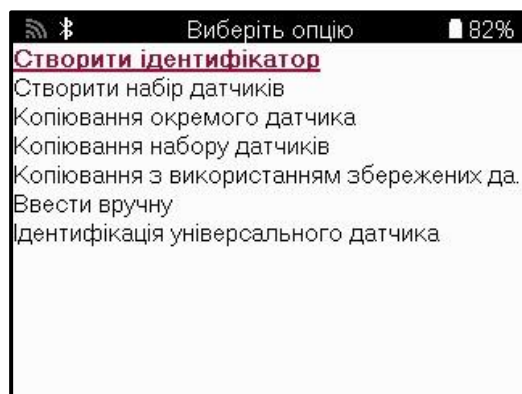 Виберіть опцію 82%
Створити ідентифікатор
Створити набір датчиків
Копіювання окремого датчика
Копіювання набору датчиків
Копіювання з використанням збережених да.
Ввести вручну
Ідентифікація універсального датчика